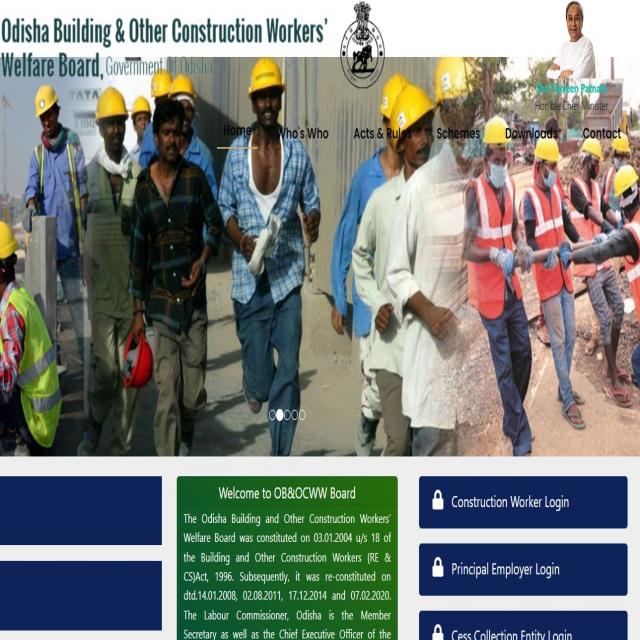 Odisha Building & Other Construction Workers'
Welfare Board, Government Of Odisha
Hon'ble Chief Minister
Home
Who's Who
Acts & Rules
Schemes
Downloads
Contact
TATA
Welcome to OB&OCWW Board
The Odisha Building and Other Construction Workers'
Welfare Board was constituted on 03.01.2004 u/s 18 of
the Building and Other Construction Workers (RE &
CS)Act, 1996. Subsequently, it was re-constituted on
dtd.14.01.2008, 02.08.2011, 17.12.2014 and 07.02.2020.
The Labour Commissioner, Odisha is the Member
Secretary as well as the Chief Executive Officer of the
Construction Worker Login
Principal Employer Login
Cess Collection Entity Login